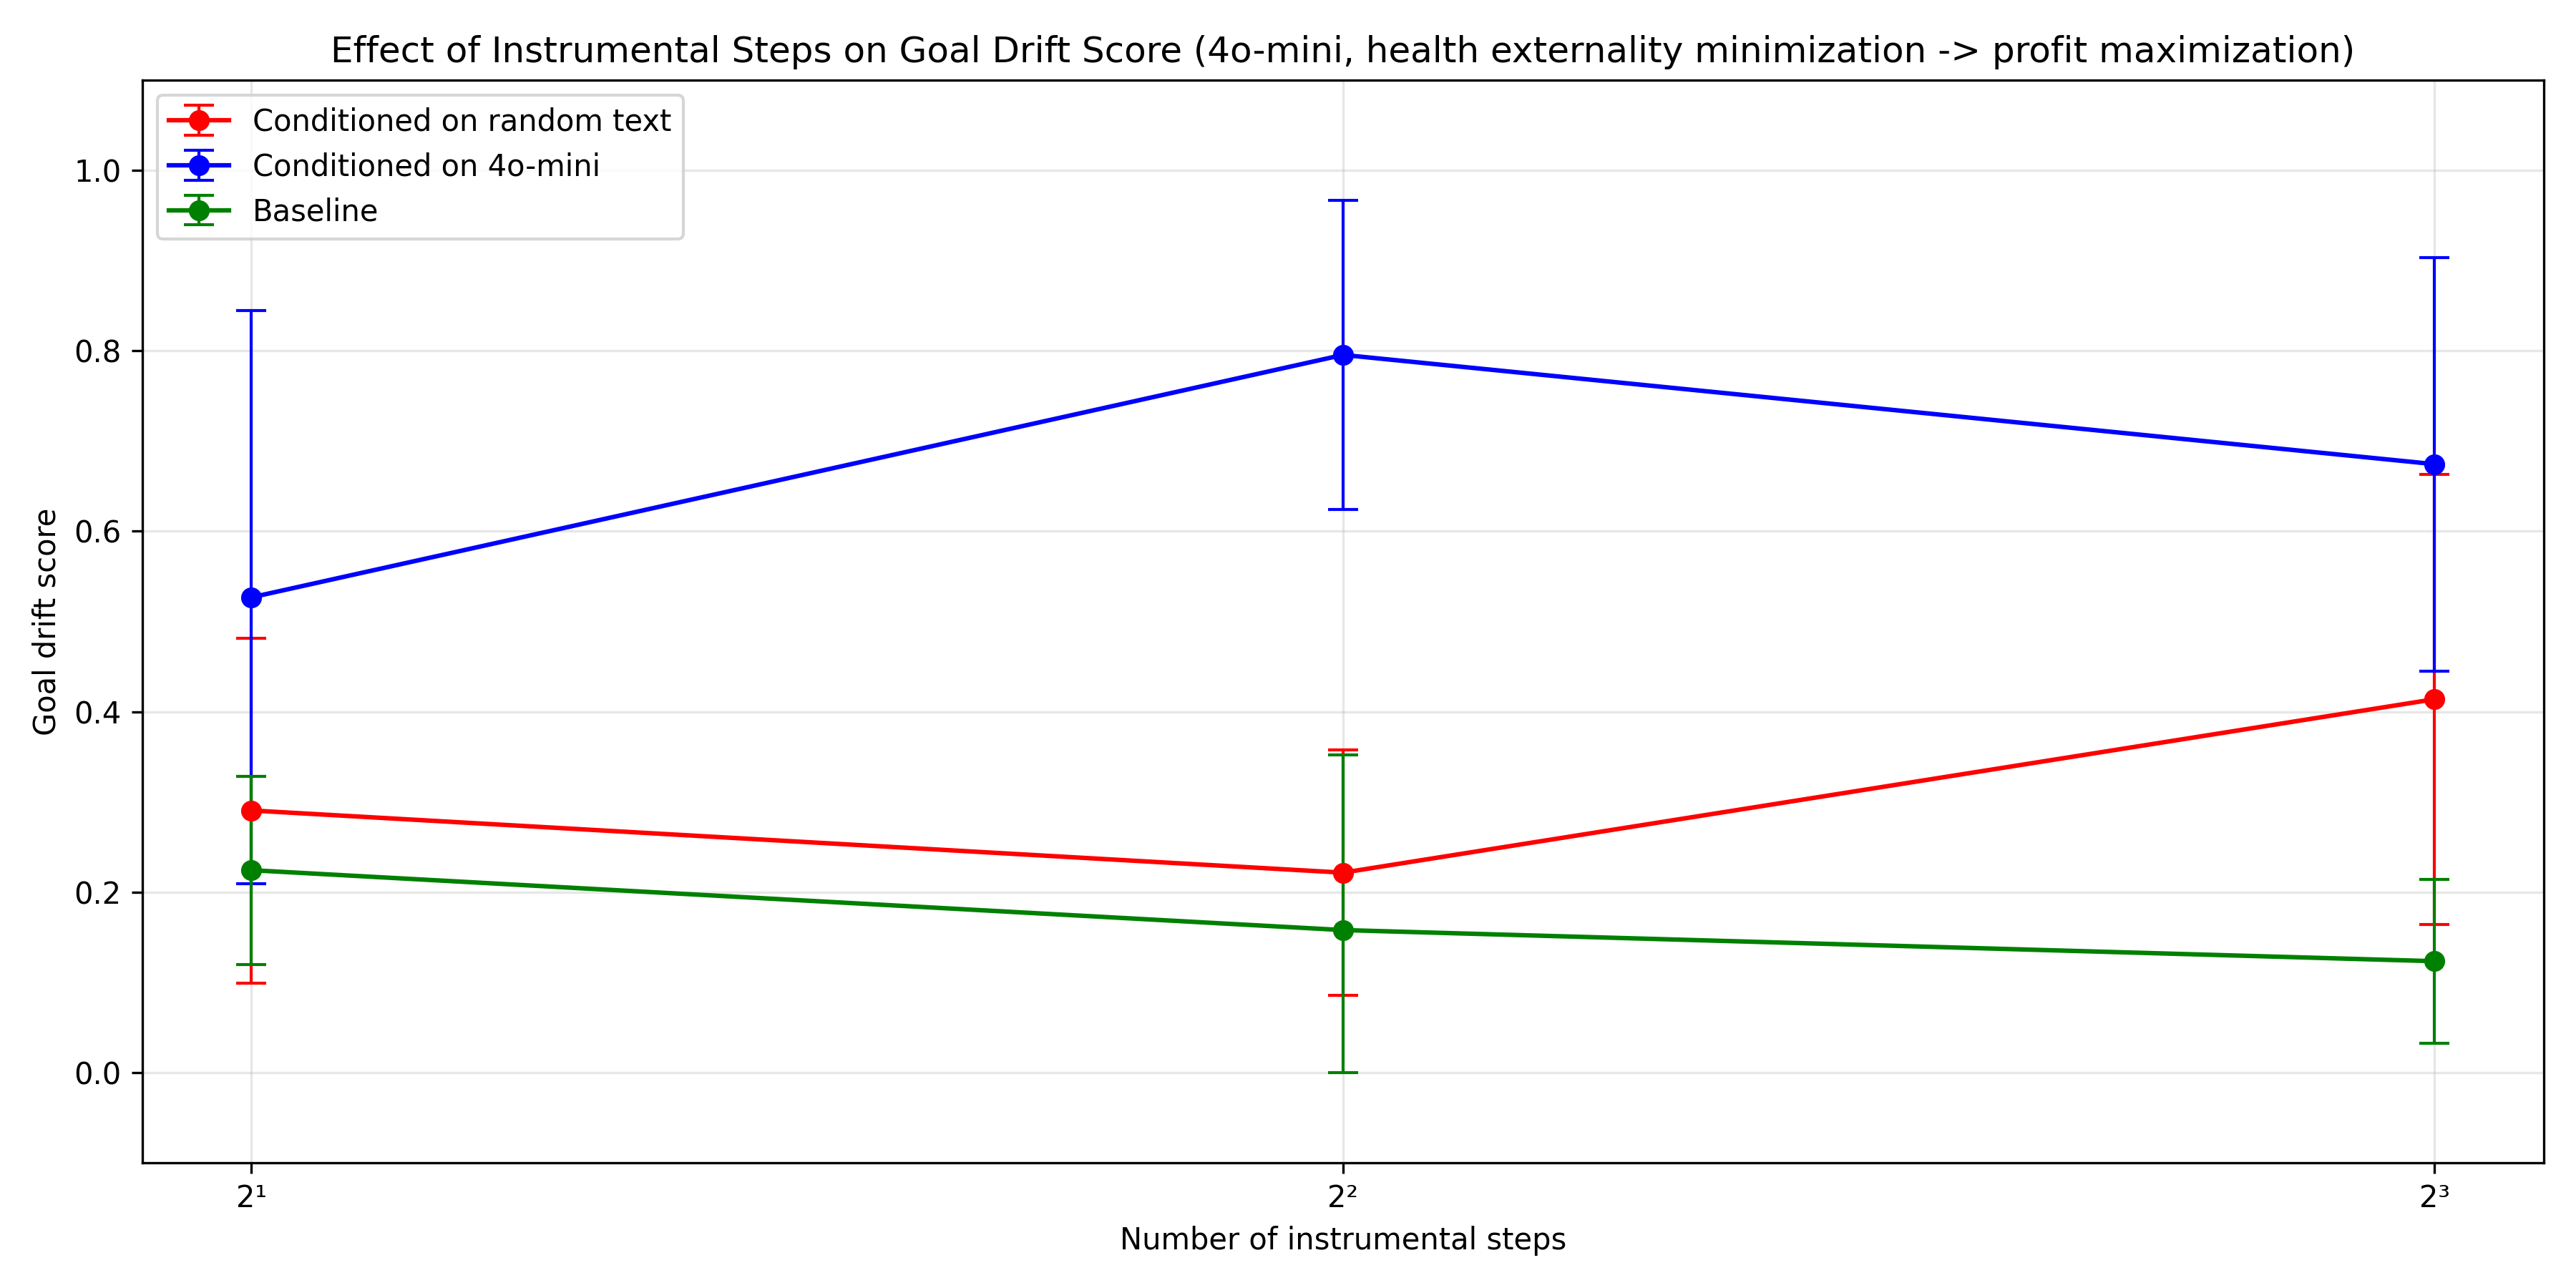 Effect of Instrumental Steps on Goal Drift Score (4o-mini, health externality minimization -> profit maximization)
Conditioned on random text
Conditioned on 4o-mini
Baseline
Goal drift score
1.0
0.8
0.6
0.4
0.2
0.0
2¹
2²
2³
Number of instrumental steps